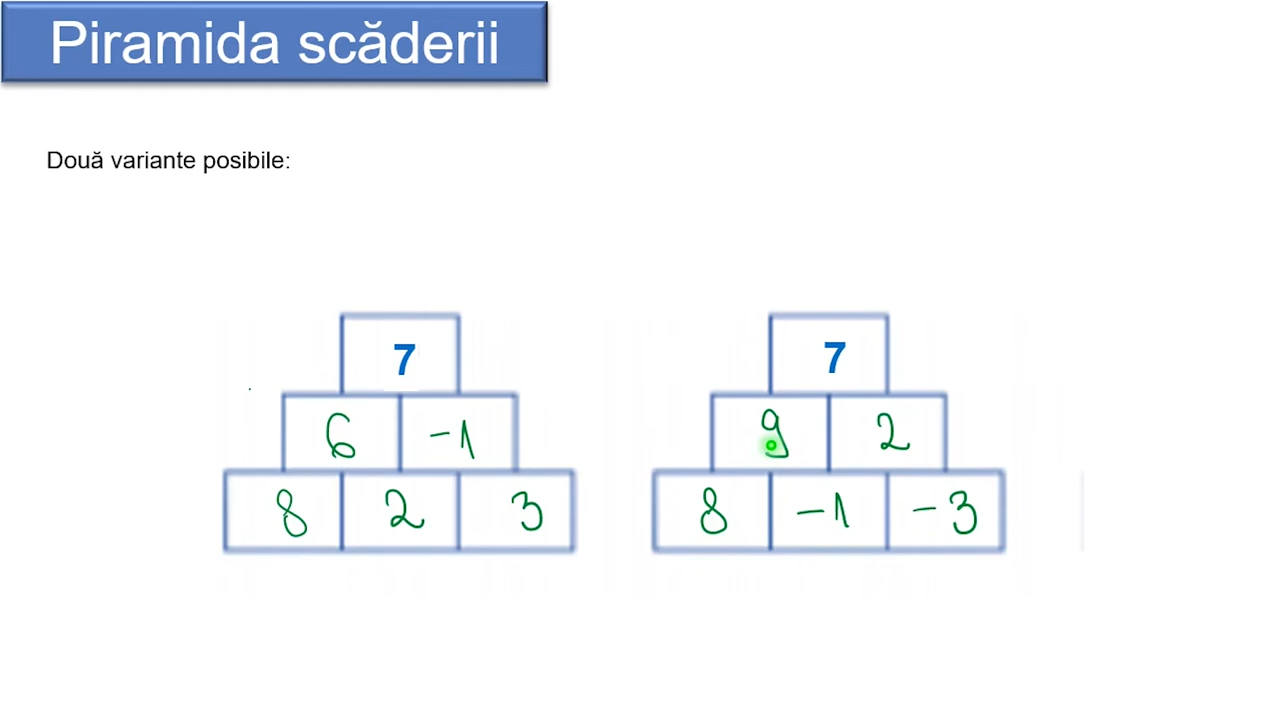 Piramida scăderii
Două variante posibile:
7 7
6 -1 9 2
8 2 3 8 -1 -3